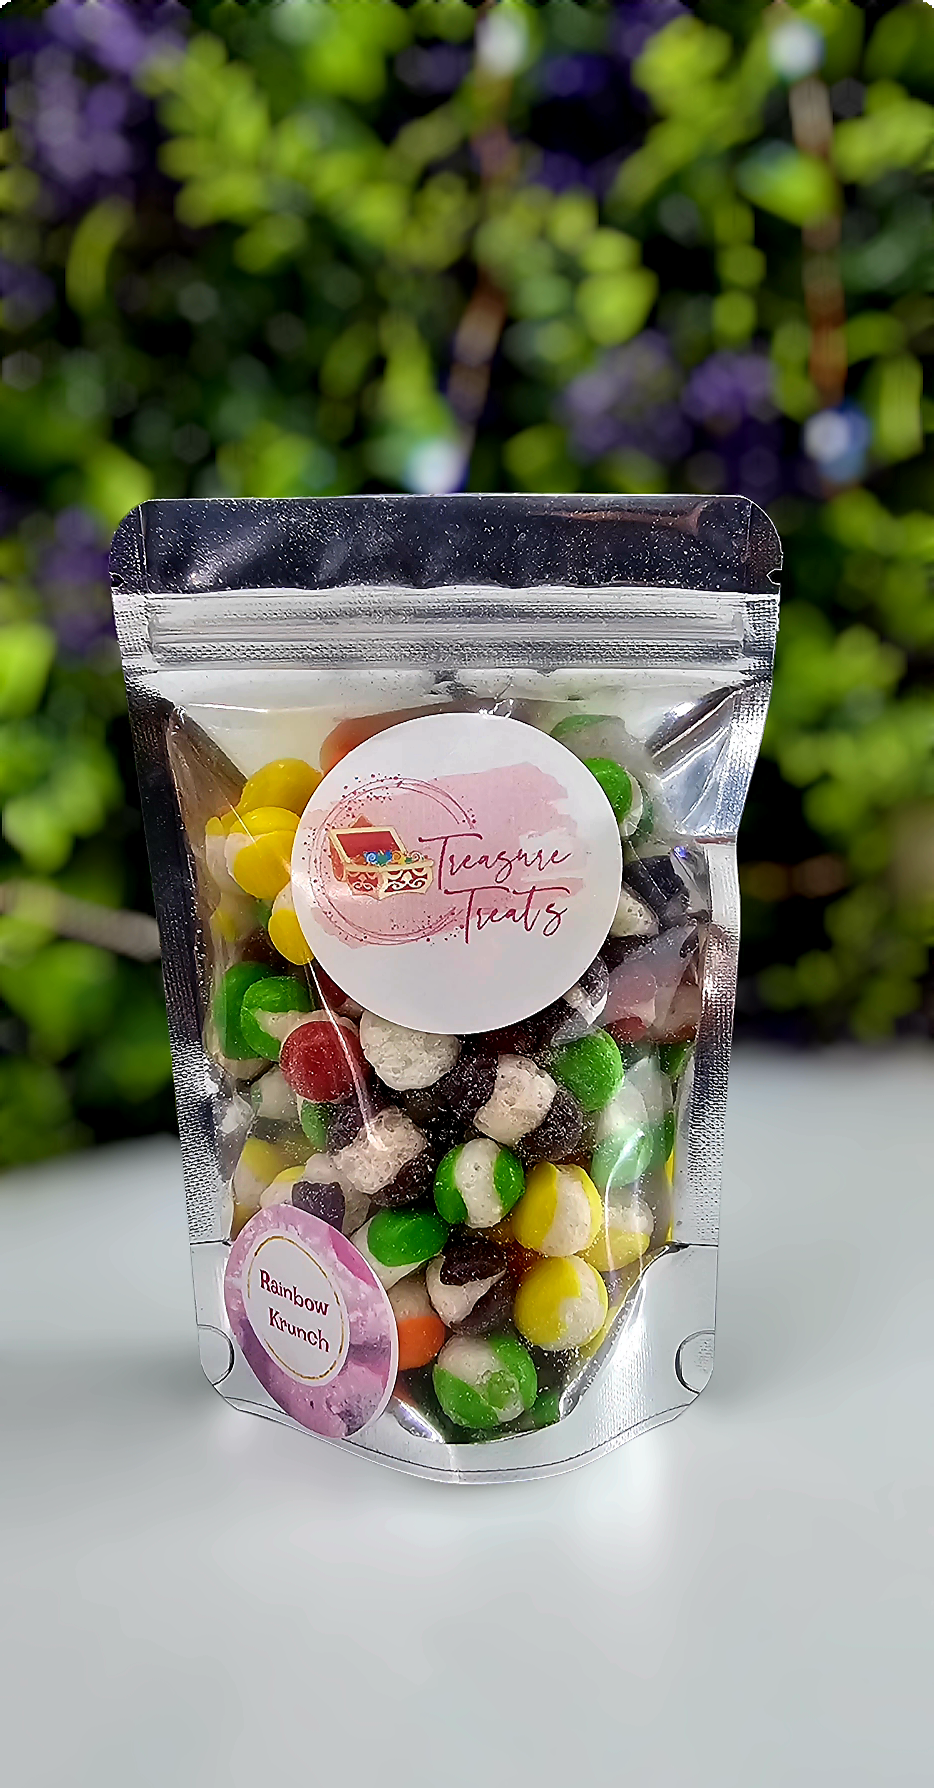 Treasure
Treats
Rainbow
Krunch